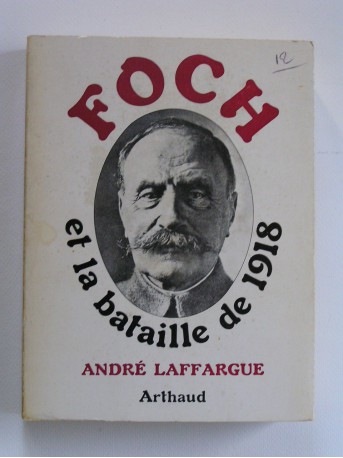 12
FOCH
et la bataille de 1918
ANDRÉ LAFFARGUE
Arthaud